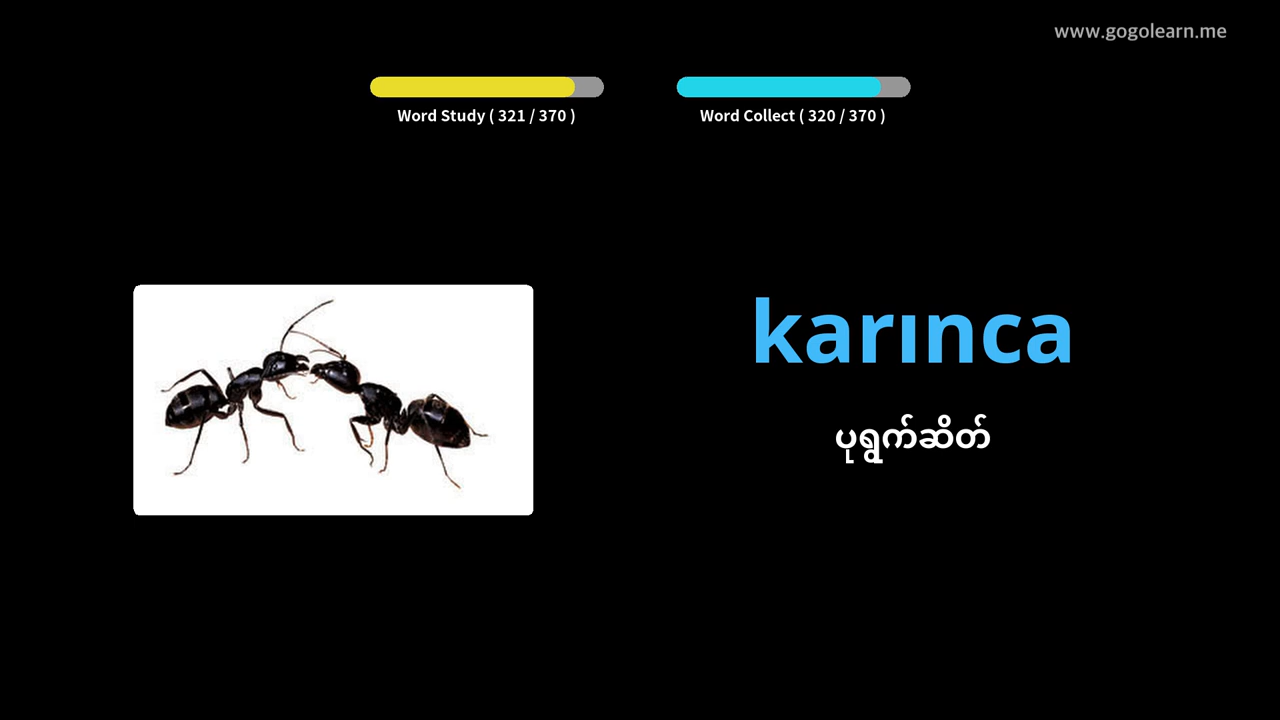 www.gogolearn.me
Word Study ( 321 / 370 )
Word Collect ( 320 / 370 )
karınca
ပုရွက်ဆိတ်